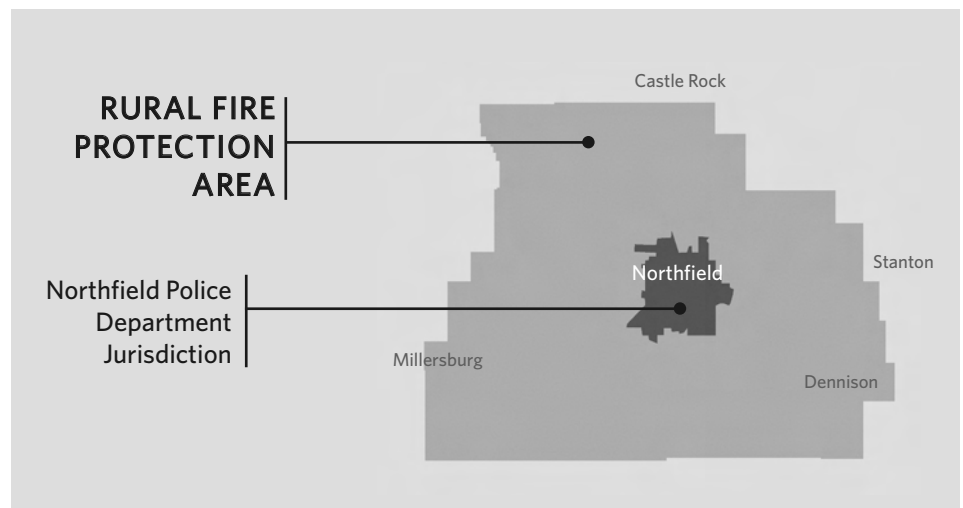 Castle Rock
RURAL FIRE
PROTECTION
AREA
Northfield
Stanton
Northfield Police
Department
Jurisdiction
Millersburg
Dennison